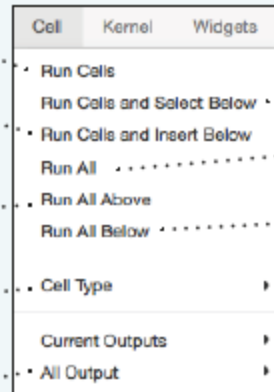 Cell Kernel Widgets
Run Cells
Run Cells and Select Below
Run Cells and Insert Below
Run All
Run All Above
Run All Below
Cell Type
Current Outputs
All Output